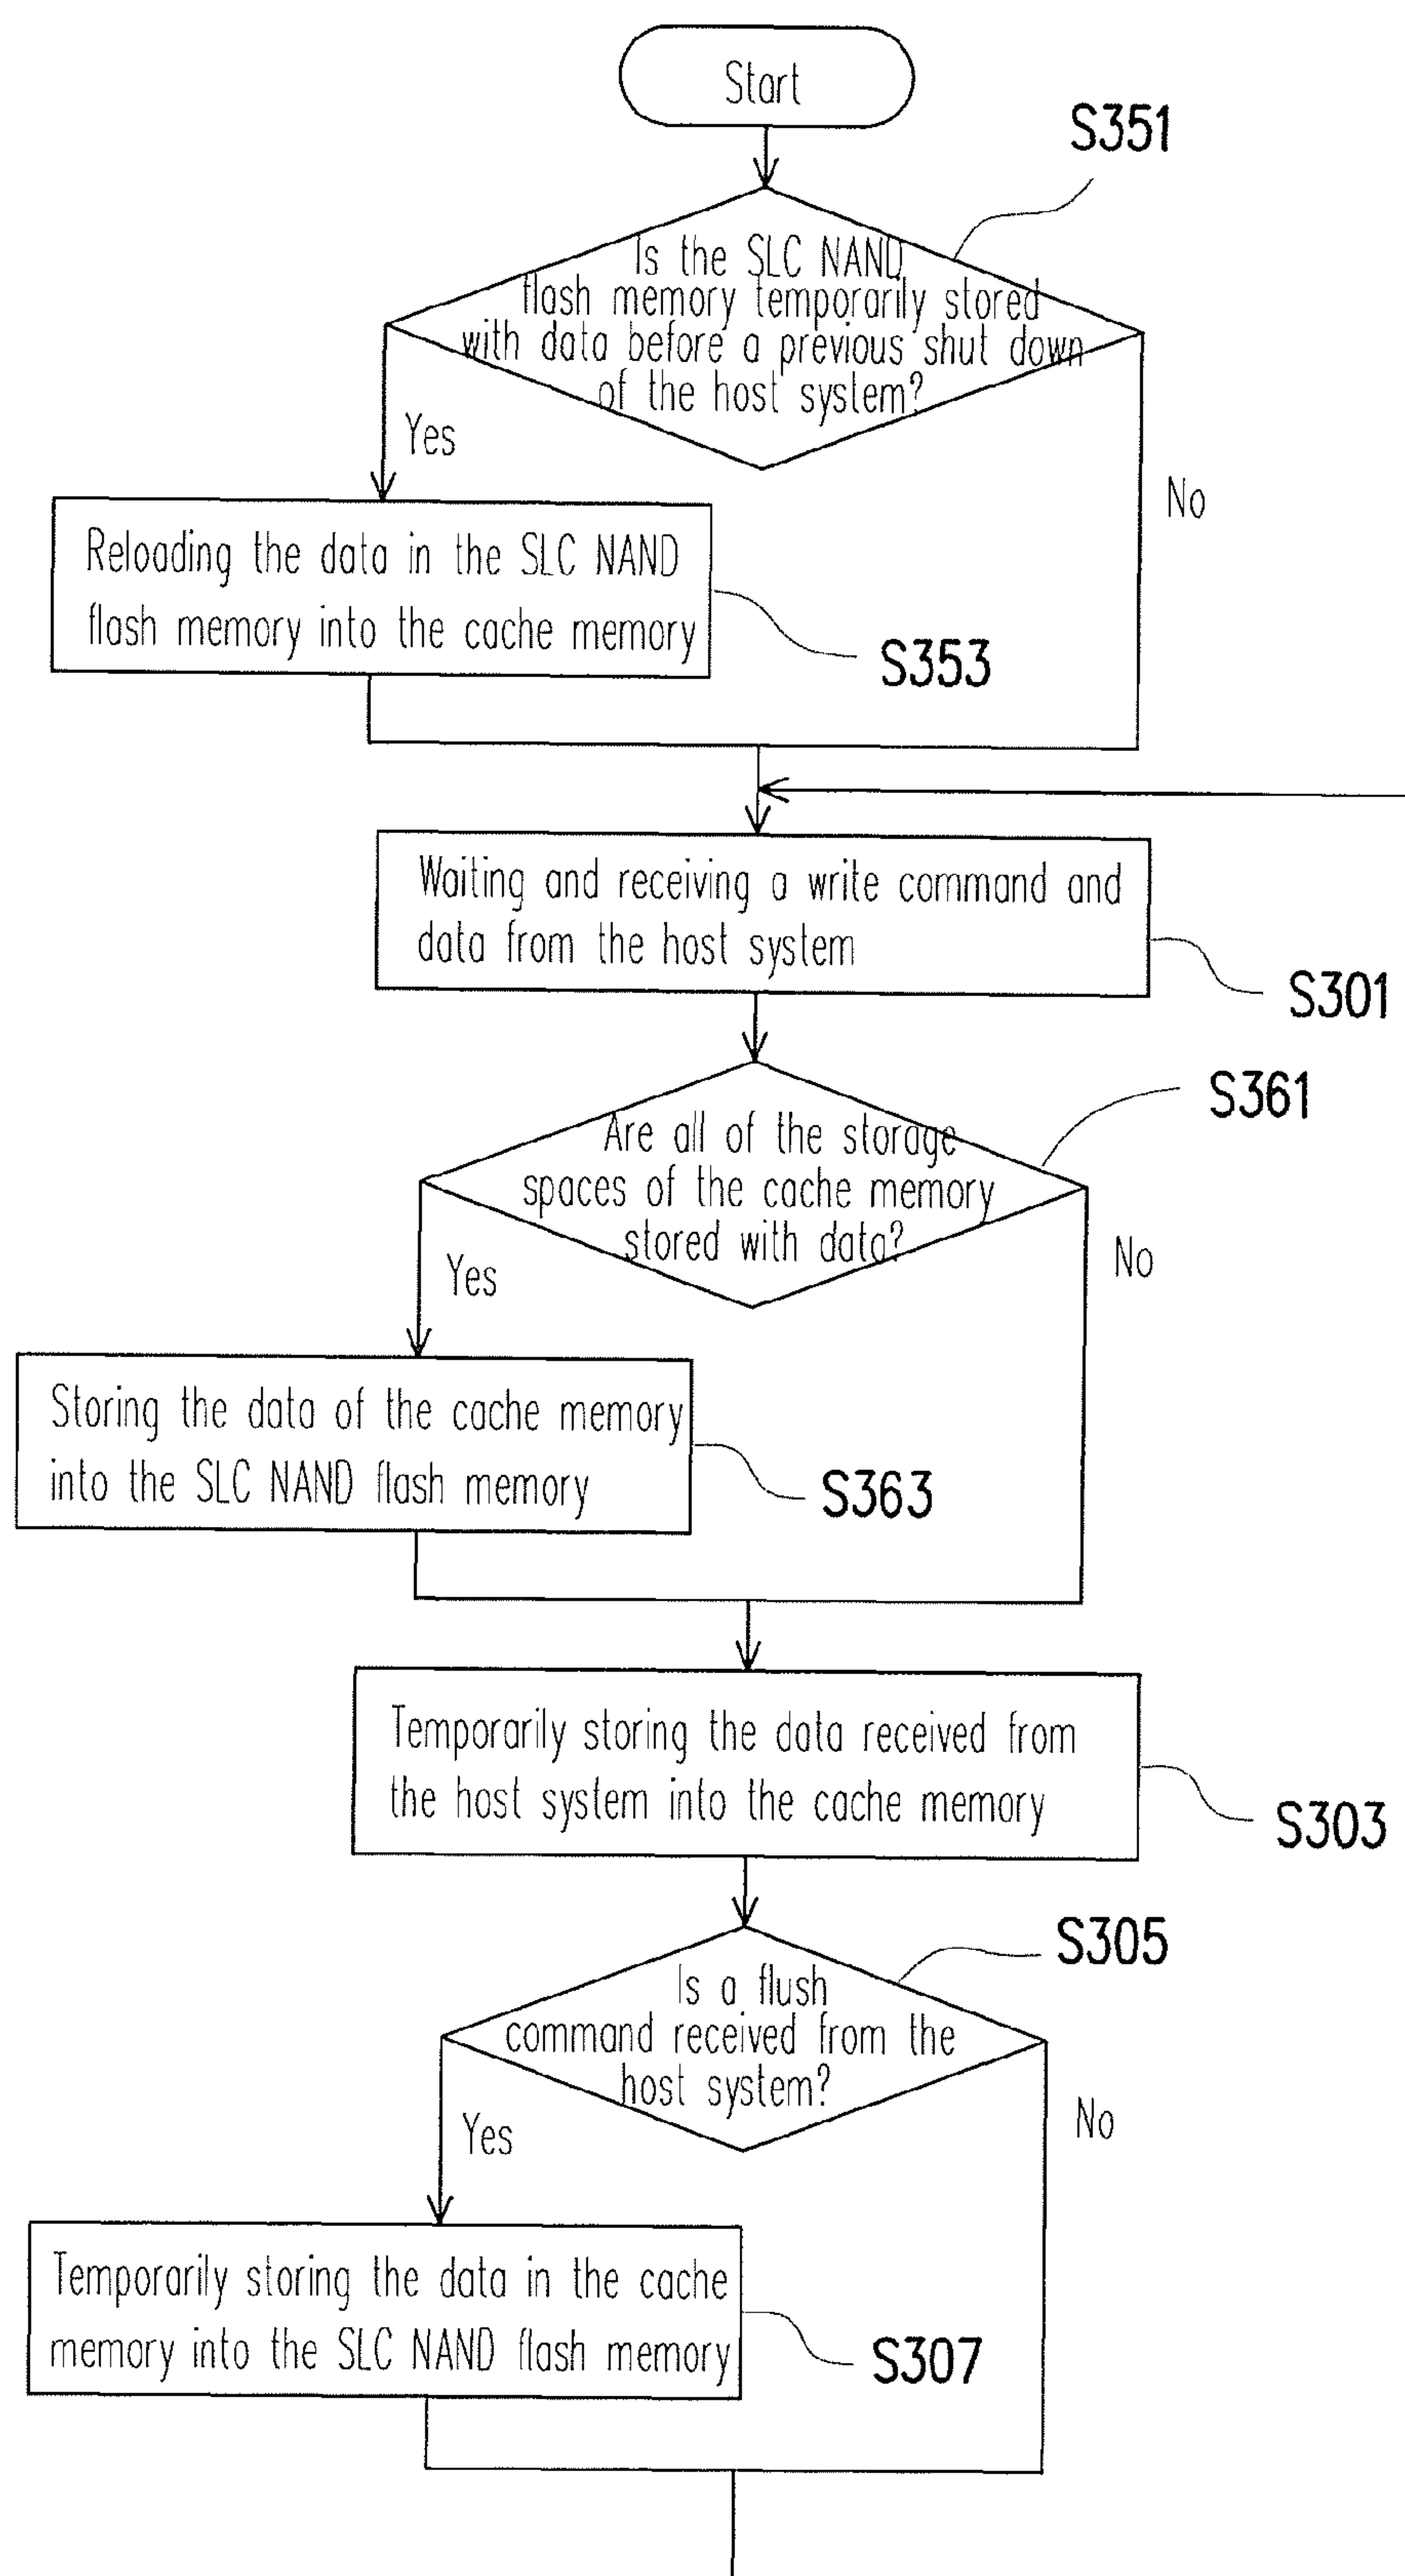 Start
S351
Is the SLC NAND
flash memory temporarily stored
with data before a previous shut down
of the host system?
Yes
No
Reloading the data in the SLC NAND
flash memory into the cache memory
S353
Waiting and receiving a write command and
data from the host system
S301
S361
Are all of the storage
spaces of the cache memory
stored with data?
Yes
No
Storing the data of the cache memory
into the SLC NAND flash memory
S363
Temporarily storing the data received from
the host system into the cache memory
S303
S305
Is a flush
command received from the
host system?
Yes
No
Temporarily storing the data in the cache
memory into the SLC NAND flash memory
S307